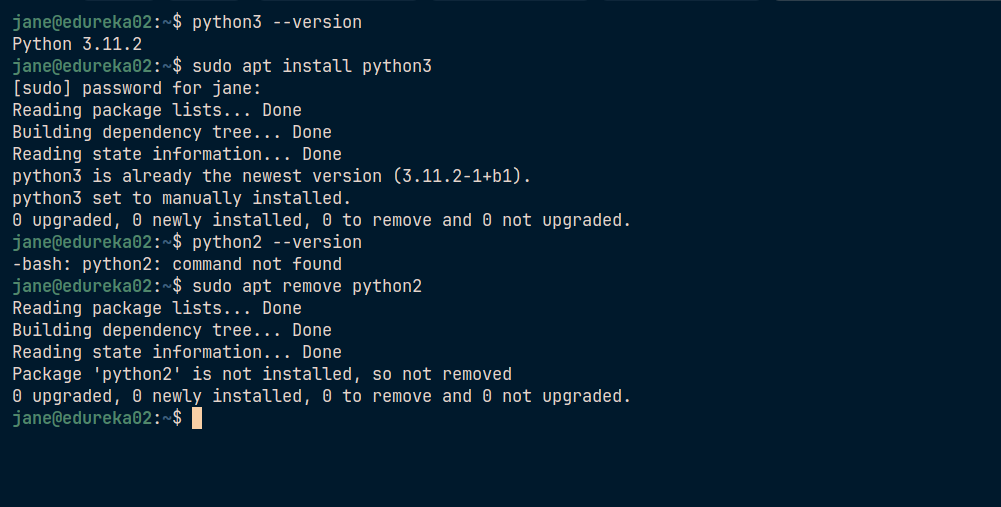 jane@edureka02:~$ python3 --version
Python 3.11.2
jane@edureka02:~$ sudo apt install python3
[sudo] password for jane:
Reading package lists... Done
Building dependency tree... Done
Reading state information... Done
python3 is already the newest version (3.11.2-1+b1).
python3 set to manually installed.
0 upgraded, 0 newly installed, 0 to remove and 0 not upgraded.
jane@edureka02:~$ python2 --version
-bash: python2: command not found
jane@edureka02:~$ sudo apt remove python2
Reading package lists... Done
Building dependency tree... Done
Reading state information... Done
Package 'python2' is not installed, so not removed
0 upgraded, 0 newly installed, 0 to remove and 0 not upgraded.
jane@edureka02:~$